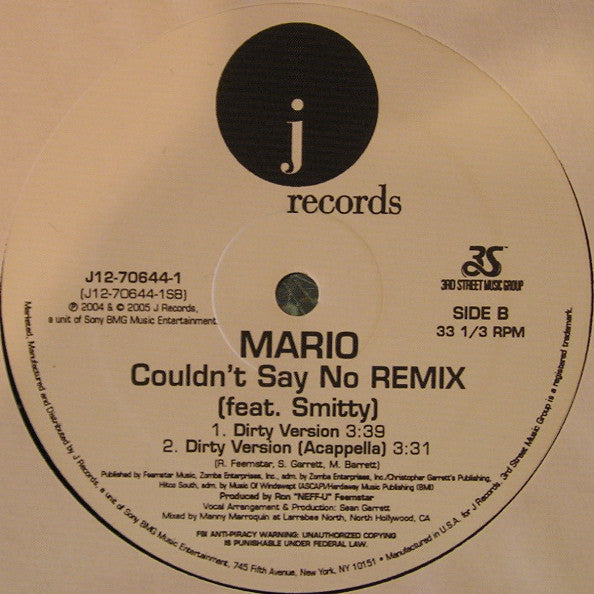 j
records
J12-70644-1
(J12-70644-1SB)
℗ 2004 & © 2005 J Records,
a unit of Sony BMG Music Entertainment.
3S™
3RD STREET MUSIC GROUP
SIDE B
33 1/3 RPM
MARIO
Couldn't Say No REMIX
(feat. Smitty)
1. Dirty Version 3:39
2. Dirty Version (Acappella) 3:31
(R. Feemstar, S. Garrett, M. Barrett)
Published by Feemstar Music, Zomba Enterprises, Inc., adm. by Zomba Enterprises, Inc./Christopher Garrett's Publishing,
Hitco South, adm. by Music Of Windswept (ASCAP)/Hardaway Music Publishing (BMI)
Produced by Ron "NEFF-U" Feemstar
Vocal Arrangement & Production: Sean Garrett
Mixed by Manny Marroquin at Larrabee North, North Hollywood, CA
FBI ANTI-PIRACY WARNING: UNAUTHORIZED COPYING
IS PUNISHABLE UNDER FEDERAL LAW.
Marketed, Manufactured and Distributed by J Records, a unit of Sony BMG Music Entertainment, 745 Fifth Avenue, New York, NY 10151 • Manufactured in U.S.A. for J Records. 3rd Street Music Group is a registered trademark.